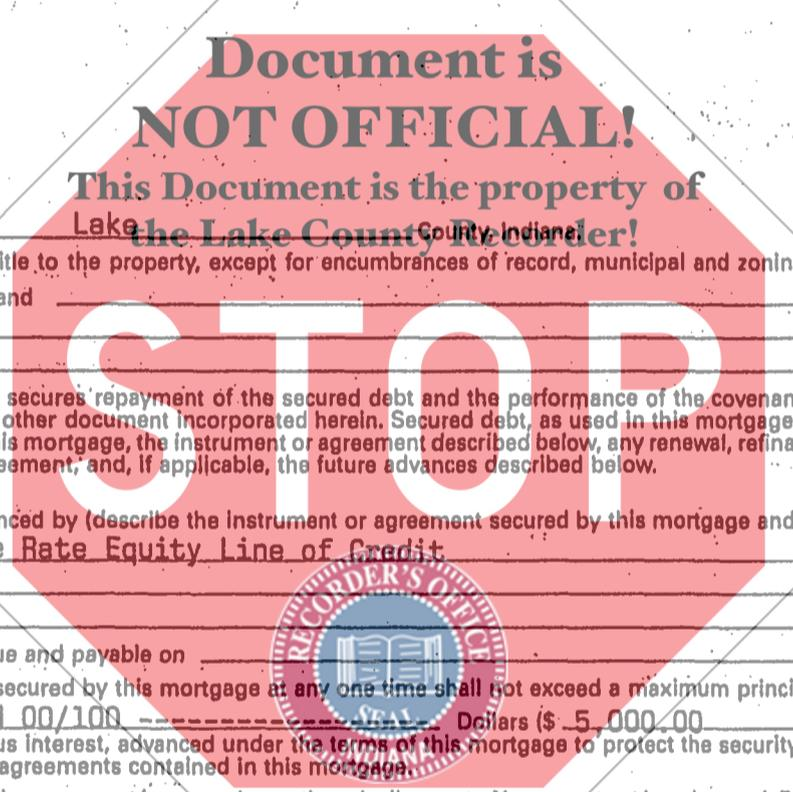 Document is
NOT OFFICIAL!
This Document is the property of
the Lake County Recorder!
Lake County, Indiana,
itle to the property, except for encumbrances of record, municipal and zonin
and
STOP
secures repayment of the secured debt and the performance of the covenan
other document incorporated herein. Secured debt, as used in this mortgage
is mortgage, the instrument or agreement described below, any renewal, refina
eement, and, if applicable, the future advances described below.
nced by (describe the instrument or agreement secured by this mortgage and
e Rate Equity Line of Credit
RECORDER'S OFFICE
SEAL
INDIANA
ue and payable on
secured by this mortgage at any one time shall not exceed a maximum princi
00/100 -------------------- Dollars ($ 5,000.00
us interest, advanced under the terms of this mortgage to protect the security
agreements contained in this mortgage.